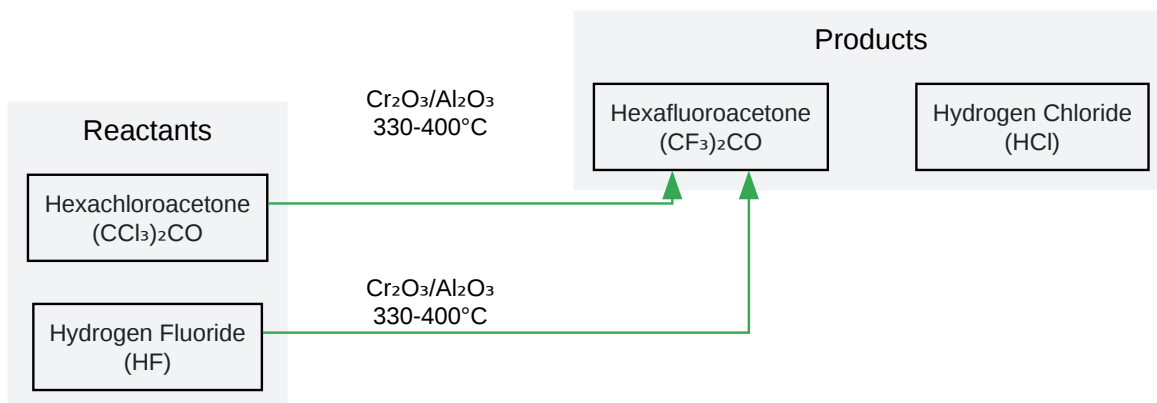 Products
Cr₂O₃/Al₂O₃
330-400°C
Hexafluoroacetone
(CF₃)₂CO
Hydrogen Chloride
(HCl)
Reactants
Hexachloroacetone
(CCl₃)₂CO
Cr₂O₃/Al₂O₃
330-400°C
Hydrogen Fluoride
(HF)